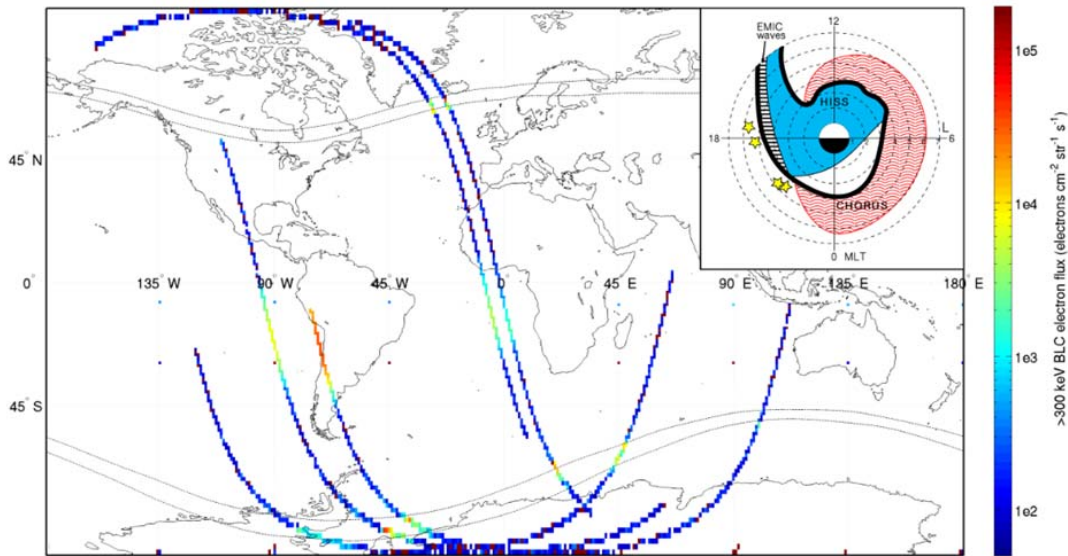 EMIC
waves
12
HISS
18
L
6
CHORUS
0 MLT
45 N
0
45 S
135 W
90 W
45 W
0 E
45 E
90 E
135 E
180 E
1e5
1e4
1e3
1e2
>300 keV BLC electron flux (electrons cm⁻² str⁻¹ s⁻¹)